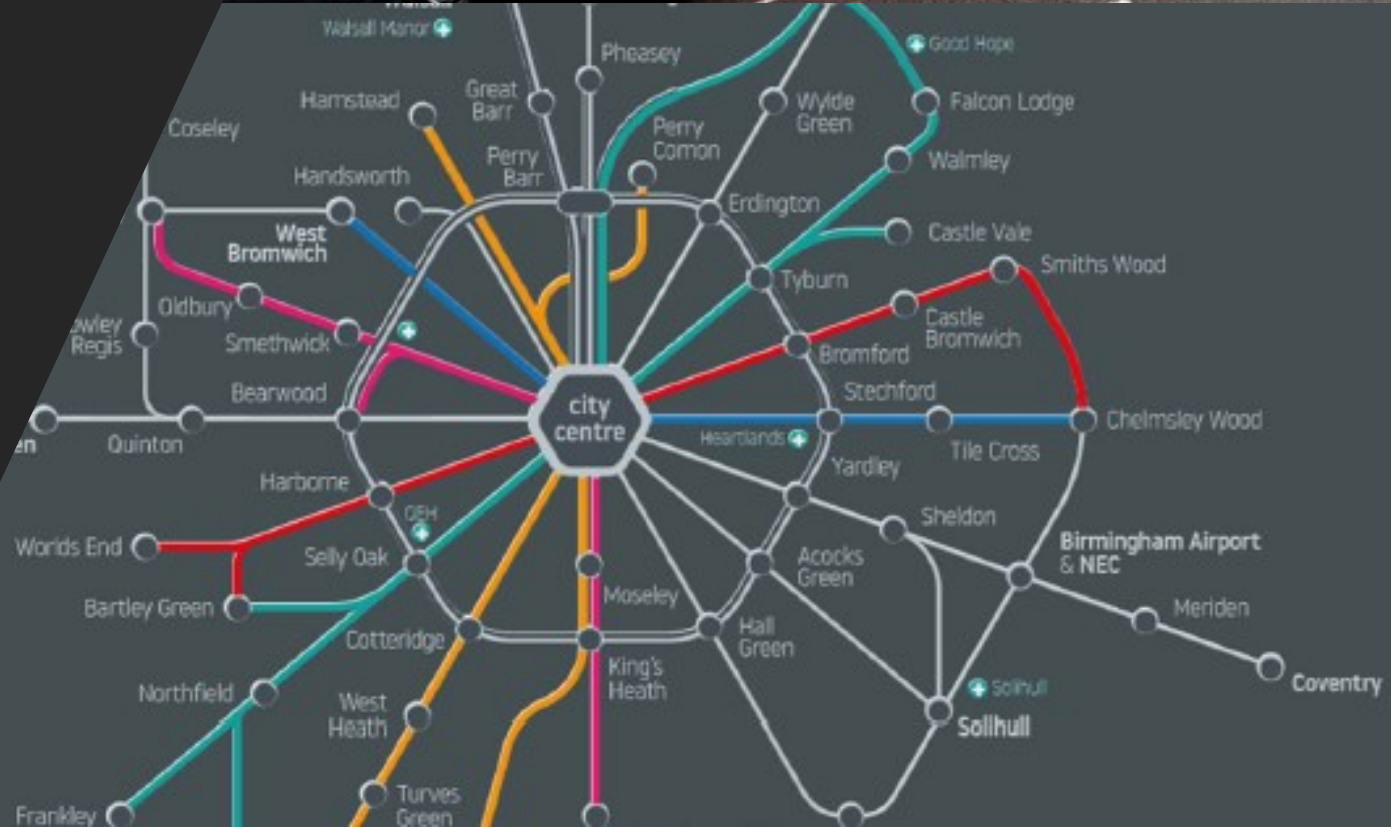 Walsall Manor
Pheasey
Good Hope
Hamstead
Great
Barr
Wylde
Green
Falcon Lodge
Coseley
Perry
Comon
Perry
Barr
Walmley
Handsworth
Erdington
West
Bromwich
Castle Vale
Smiths Wood
Tyburn
Oldbury
Castle
Bromwich
owley
Regis
Smethwick
Bromford
Bearwood
Stechford
city
centre
Chelmsley Wood
en
Quinton
Heartlands
Tile Cross
Yardley
Harborne
QEH
Sheldon
Worlds End
Selly Oak
Birmingham Airport
& NEC
Acocks
Green
Moseley
Bartley Green
Meriden
Cotteridge
Hall
Green
King's
Heath
Coventry
Northfield
Solihull
West
Heath
Solihull
Turves
Green
Frankley